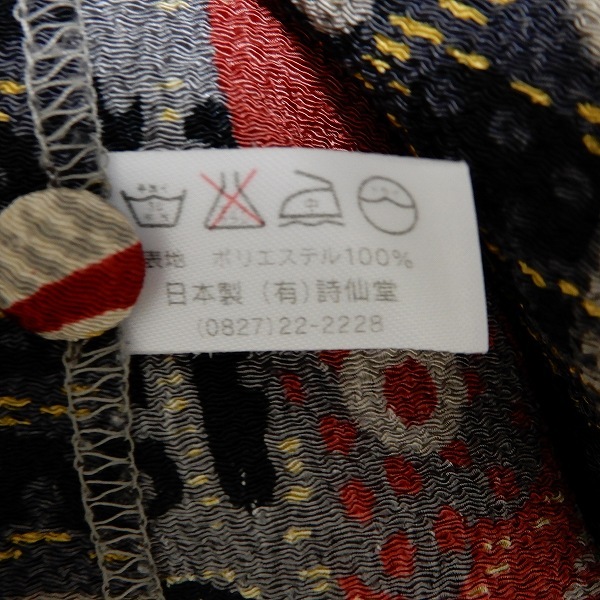 中
表地 ポリエステル100%
日本製 (有)詩仙堂
(0827)22-2228